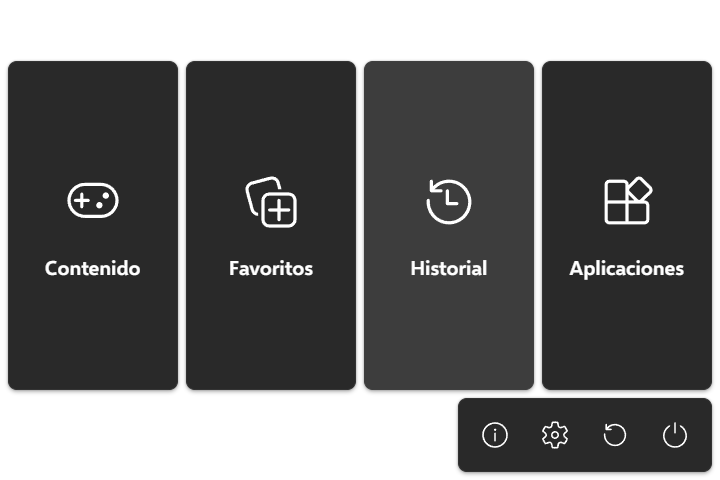 Contenido
Favoritos
Historial
Aplicaciones